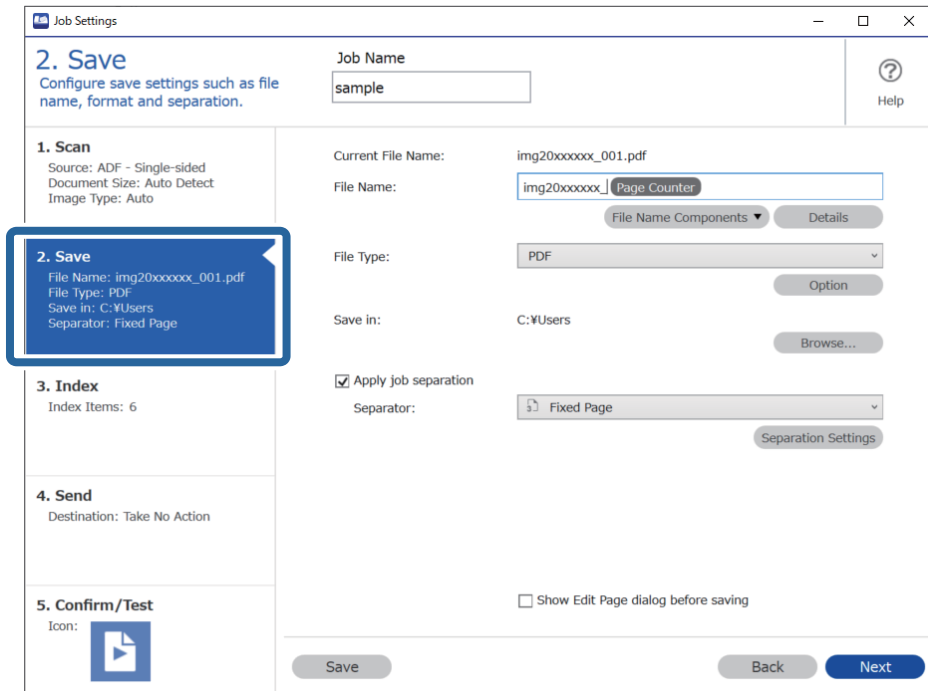 Job Settings
2. Save
Configure save settings such as file
name, format and separation.
Job Name
sample
Help
1. Scan
Source: ADF - Single-sided
Document Size: Auto Detect
Image Type: Auto
2. Save
File Name: img20xxxxxx_001.pdf
File Type: PDF
Save in: C:¥Users
Separator: Fixed Page
3. Index
Index Items: 6
4. Send
Destination: Take No Action
5. Confirm/Test
Icon:
Current File Name: img20xxxxxx_001.pdf
File Name: img20xxxxxx_ Page Counter
File Name Components ▼ Details
File Type: PDF
Option
Save in: C:¥Users
Browse...
Apply job separation
Separator: Fixed Page
Separation Settings
Show Edit Page dialog before saving
Save Back Next